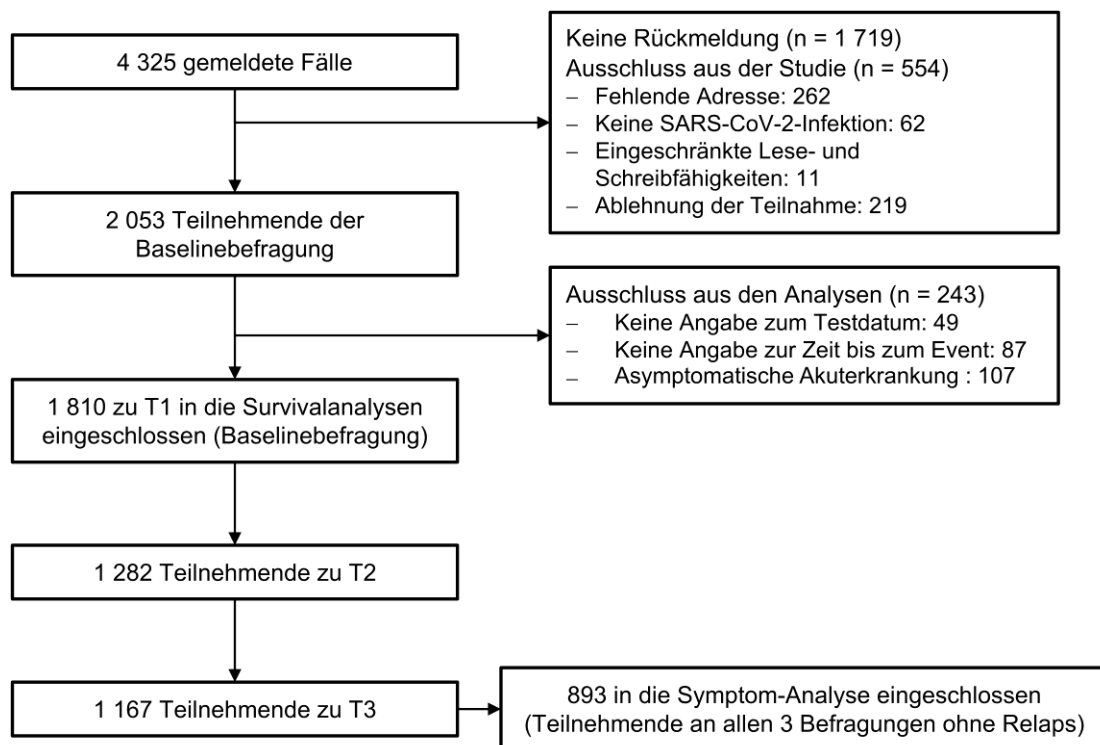 4 325 gemeldete Fälle
Keine Rückmeldung (n = 1 719)
Ausschluss aus der Studie (n = 554)
– Fehlende Adresse: 262
– Keine SARS-CoV-2-Infektion: 62
– Eingeschränkte Lese- und
Schreibfähigkeiten: 11
– Ablehnung der Teilnahme: 219
2 053 Teilnehmende der
Baselinebefragung
Ausschluss aus den Analysen (n = 243)
– Keine Angabe zum Testdatum: 49
– Keine Angabe zur Zeit bis zum Event: 87
– Asymptomatische Akuterkrankung : 107
1 810 zu T1 in die Survivalanalysen
eingeschlossen (Baselinebefragung)
1 282 Teilnehmende zu T2
1 167 Teilnehmende zu T3
893 in die Symptom-Analyse eingeschlossen
(Teilnehmende an allen 3 Befragungen ohne Relaps)